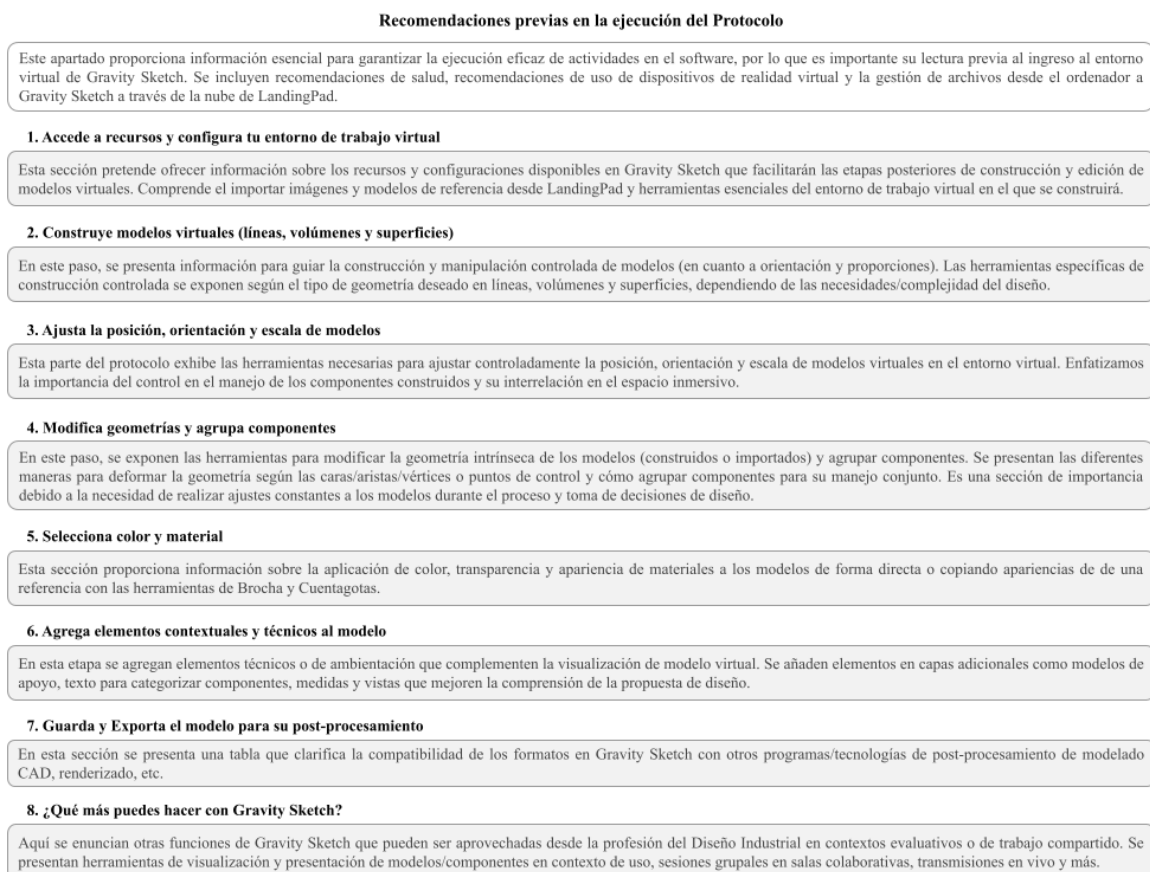 Recomendaciones previas en la ejecución del Protocolo
Este apartado proporciona información esencial para garantizar la ejecución eficaz de actividades en el software, por lo que es importante su lectura previa al ingreso al entorno
virtual de Gravity Sketch. Se incluyen recomendaciones de salud, recomendaciones de uso de dispositivos de realidad virtual y la gestión de archivos desde el ordenador a
Gravity Sketch a través de la nube de LandingPad.
1. Accede a recursos y configura tu entorno de trabajo virtual
Esta sección pretende ofrecer información sobre los recursos y configuraciones disponibles en Gravity Sketch que facilitarán las etapas posteriores de construcción y edición de
modelos virtuales. Comprende el importar imágenes y modelos de referencia desde LandingPad y herramientas esenciales del entorno de trabajo virtual en el que se construirá.
2. Construye modelos virtuales (líneas, volúmenes y superficies)
En este paso, se presenta información para guiar la construcción y manipulación controlada de modelos (en cuanto a orientación y proporciones). Las herramientas específicas de
construcción controlada se exponen según el tipo de geometría deseado en líneas, volúmenes y superficies, dependiendo de las necesidades/complejidad del diseño.
3. Ajusta la posición, orientación y escala de modelos
Esta parte del protocolo exhibe las herramientas necesarias para ajustar controladamente la posición, orientación y escala de modelos virtuales en el entorno virtual. Enfatizamos
la importancia del control en el manejo de los componentes construidos y su interrelación en el espacio inmersivo.
4. Modifica geometrías y agrupa componentes
En este paso, se exponen las herramientas para modificar la geometría intrínseca de los modelos (construidos o importados) y agrupar componentes. Se presentan las diferentes
maneras para deformar la geometría según las caras/aristas/vértices o puntos de control y cómo agrupar componentes para su manejo conjunto. Es una sección de importancia
debido a la necesidad de realizar ajustes constantes a los modelos durante el proceso y toma de decisiones de diseño.
5. Selecciona color y material
Esta sección proporciona información sobre la aplicación de color, transparencia y apariencia de materiales a los modelos de forma directa o copiando apariencias de de una
referencia con las herramientas de Brocha y Cuentagotas.
6. Agrega elementos contextuales y técnicos al modelo
En esta etapa se agregan elementos técnicos o de ambientación que complementen la visualización de modelo virtual. Se añaden elementos en capas adicionales como modelos de
apoyo, texto para categorizar componentes, medidas y vistas que mejoren la comprensión de la propuesta de diseño.
7. Guarda y Exporta el modelo para su post-procesamiento
En esta sección se presenta una tabla que clarifica la compatibilidad de los formatos en Gravity Sketch con otros programas/tecnologías de post-procesamiento de modelado
CAD, renderizado, etc.
8. ¿Qué más puedes hacer con Gravity Sketch?
Aquí se enuncian otras funciones de Gravity Sketch que pueden ser aprovechadas desde la profesión del Diseño Industrial en contextos evaluativos o de trabajo compartido. Se
presentan herramientas de visualización y presentación de modelos/componentes en contexto de uso, sesiones grupales en salas colaborativas, transmisiones en vivo y más.